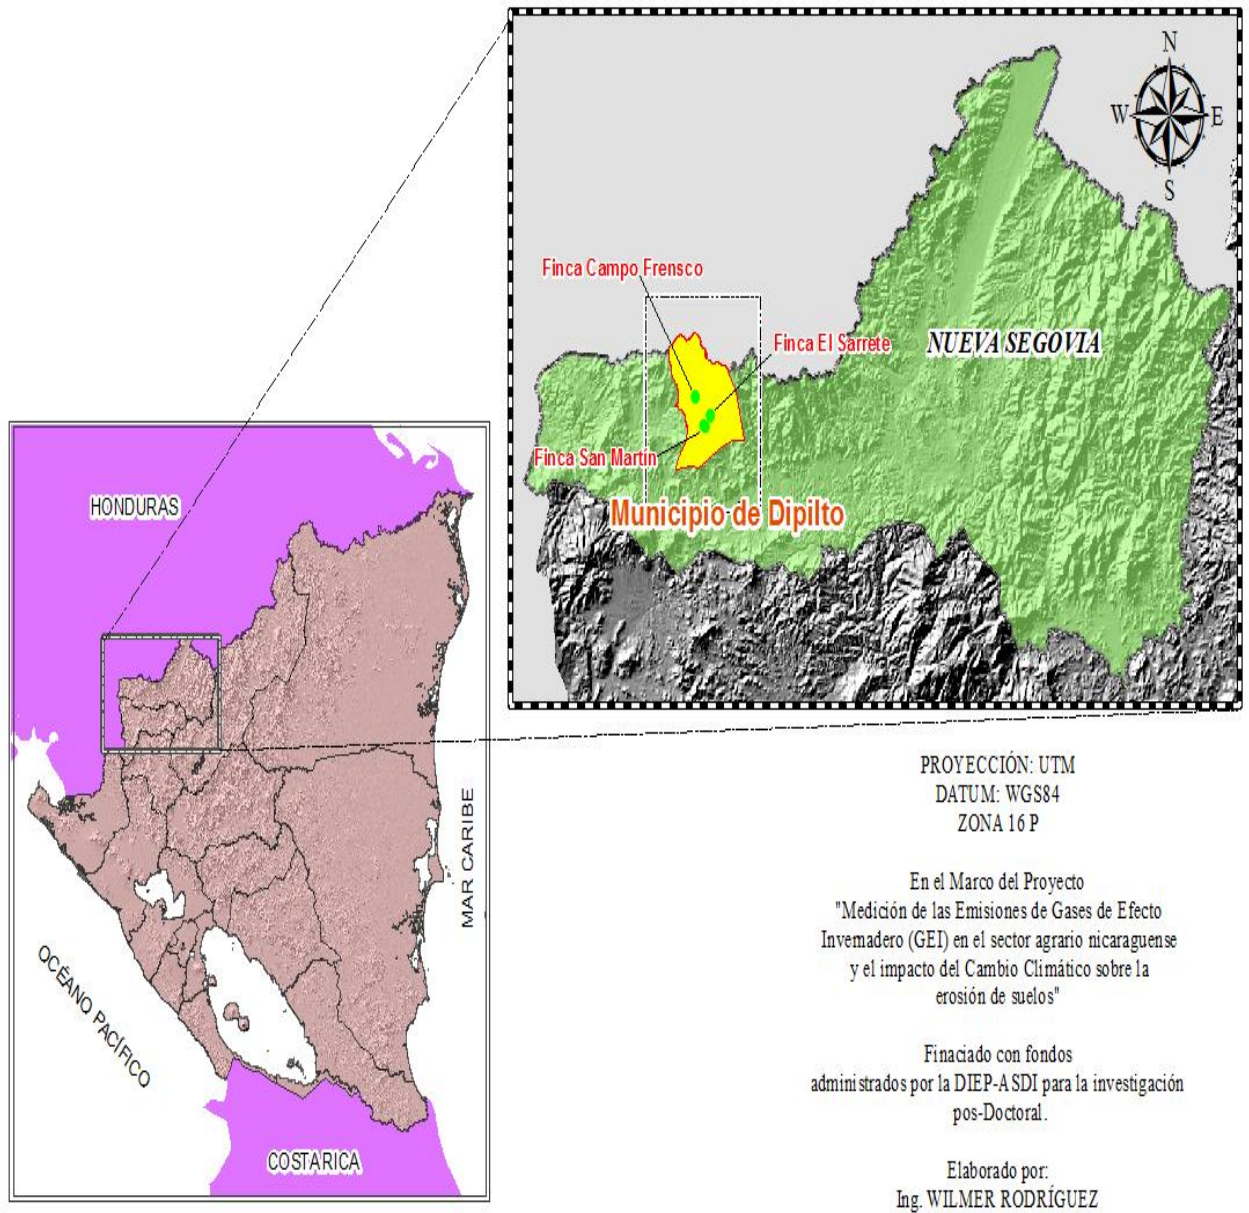 N
W
E
S
Finca Campo Frensco
Finca El Sarrete
NUEVA SEGOVIA
Finca San Martín
Municipio de Dipilto
HONDURAS
MAR CARIBE
OCÉANO PACÍFICO
COSTA RICA
PROYECCIÓN: UTM
DATUM: WGS84
ZONA 16 P
En el Marco del Proyecto
"Medición de las Emisiones de Gases de Efecto
Invernadero (GEI) en el sector agrario nicaraguense
y el impacto del Cambio Climático sobre la
erosión de suelos"
Finaciado con fondos
administrados por la DIEP-ASDI para la investigación
pos-Doctoral.
Elaborado por:
Ing. WILMER RODRÍGUEZ